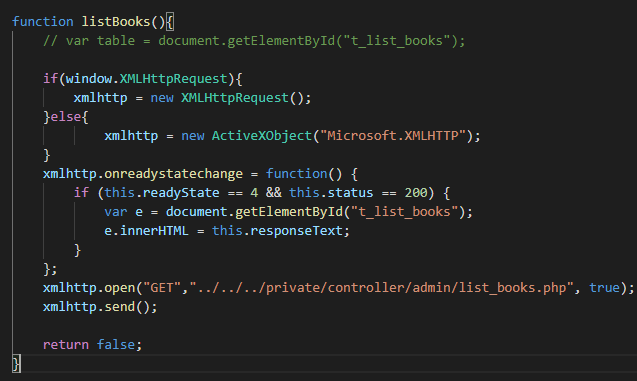 function listBooks(){
// var table = document.getElementById("t_list_books");
if(window.XMLHttpRequest){
xmlhttp = new XMLHttpRequest();
}else{
xmlhttp = new ActiveXObject("Microsoft.XMLHTTP");
}
xmlhttp.onreadystatechange = function() {
if (this.readyState == 4 && this.status == 200) {
var e = document.getElementById("t_list_books");
e.innerHTML = this.responseText;
}
};
xmlhttp.open("GET","../../../private/controller/admin/list_books.php", true);
xmlhttp.send();
return false;
}